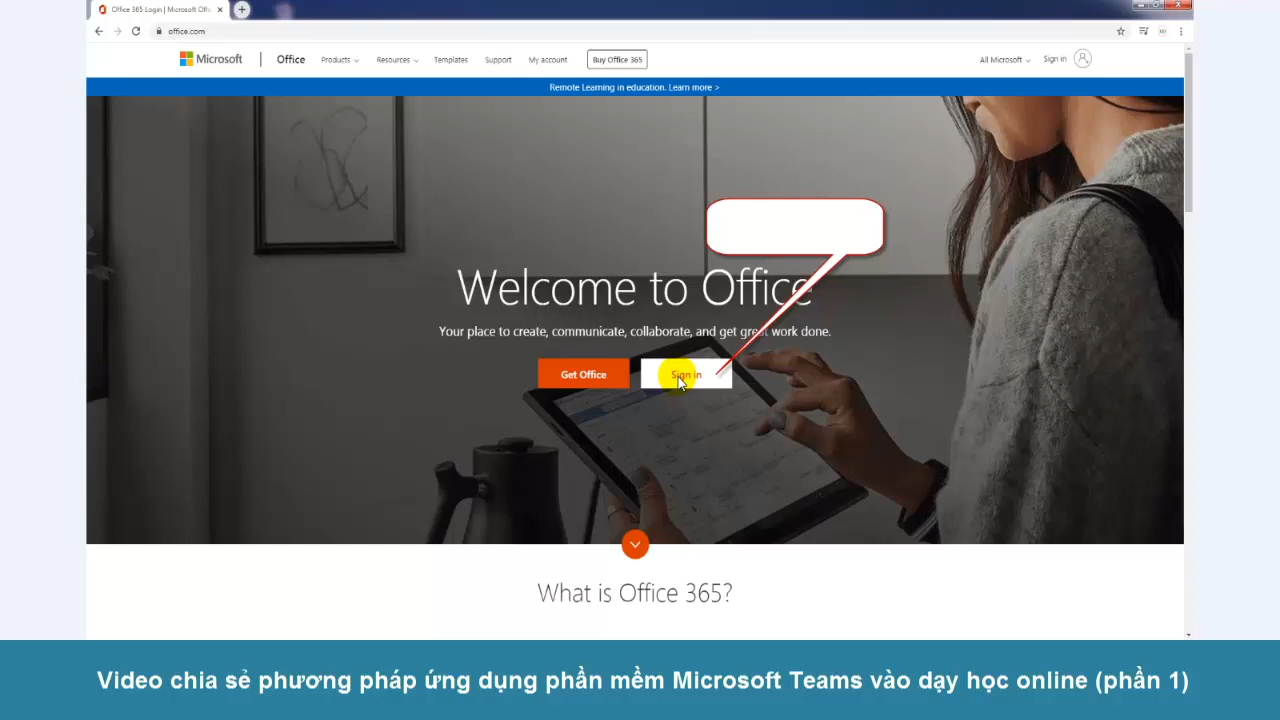 Office 365 Login | Microsoft Offi
office.com
Microsoft | Office Products Resources Templates Support My account Buy Office 365 All Microsoft Sign in
Remote Learning in education. Learn more >
Welcome to Office
Your place to create, communicate, collaborate, and get great work done.
Get Office Sign in
What is Office 365?
Video chia sẻ phương pháp ứng dụng phần mềm Microsoft Teams vào dạy học online (phần 1)